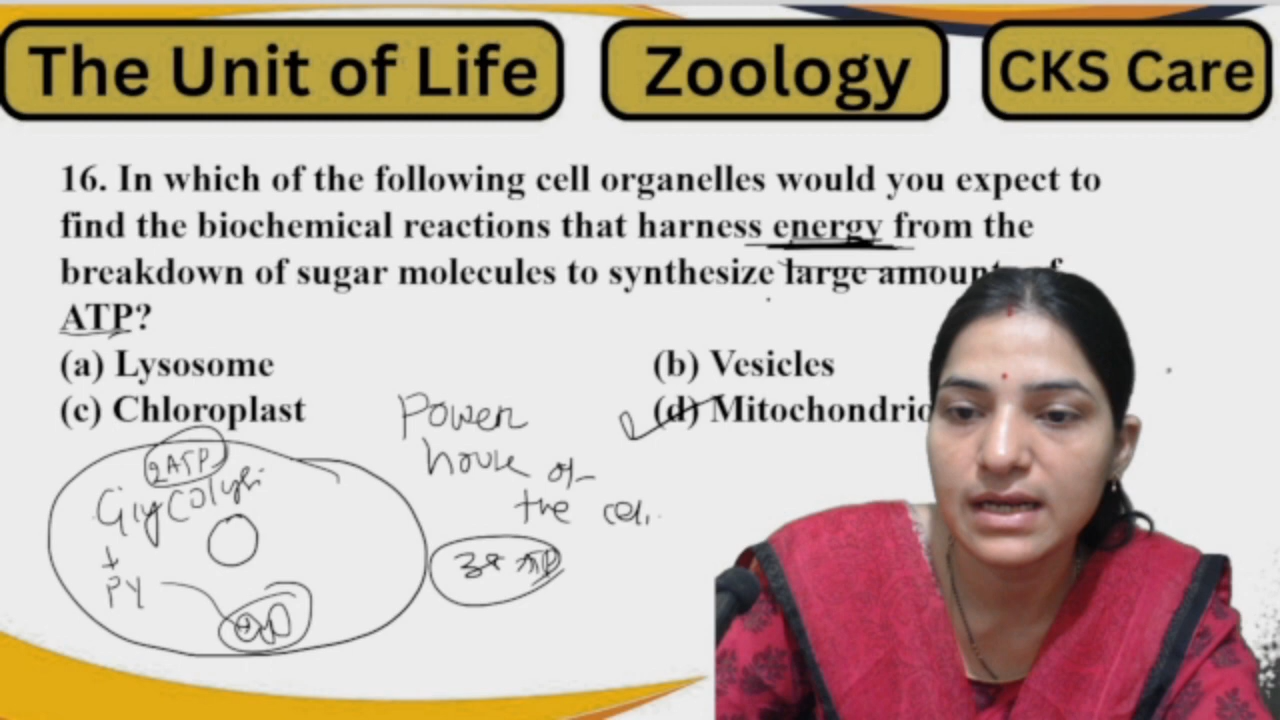 The Unit of Life
Zoology
CKS Care
16. In which of the following cell organelles would you expect to
find the biochemical reactions that harness energy from the
breakdown of sugar molecules to synthesize large amounts of
ATP?
(a) Lysosome
(b) Vesicles
(c) Chloroplast
(d) Mitochondrio
Power
house of
the cell.
2ATP
Glycolysis
PY